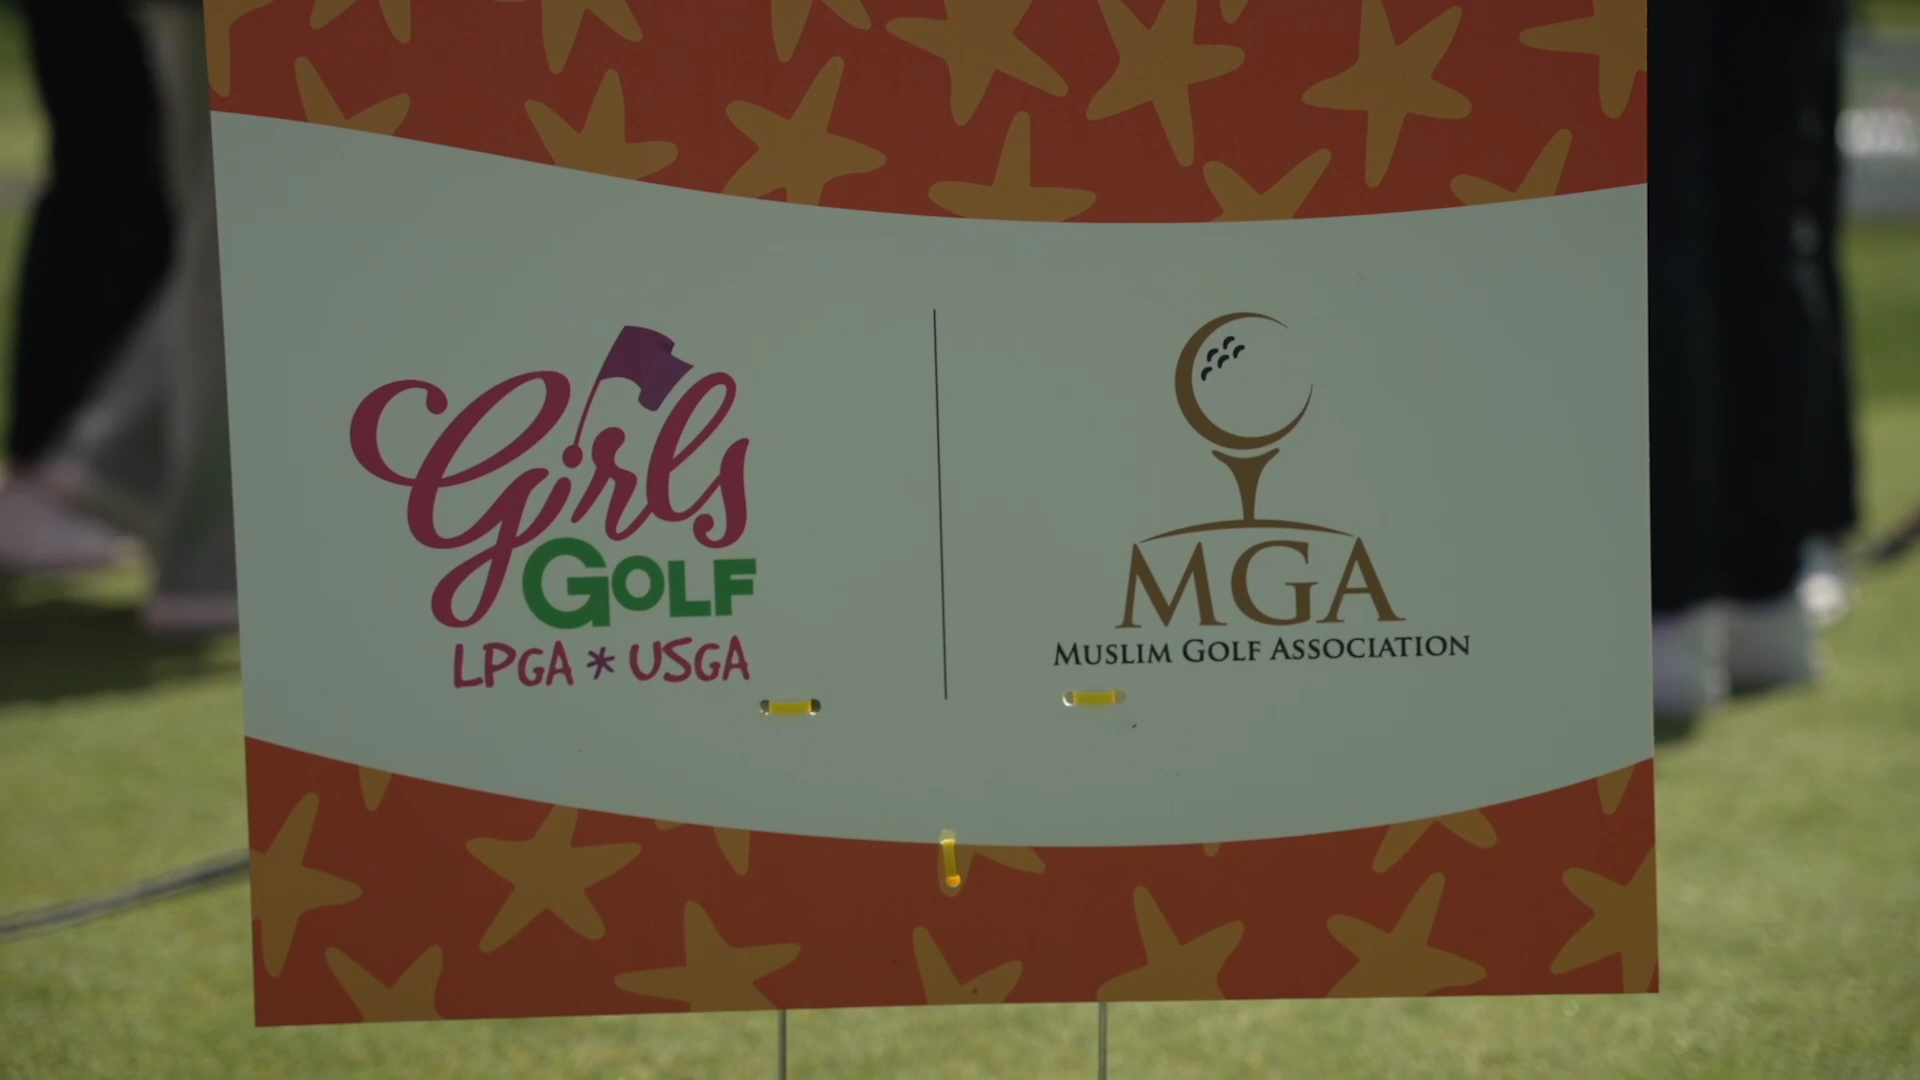 Girls
GOLF
LPGA * USGA
MGA
MUSLIM GOLF ASSOCIATION